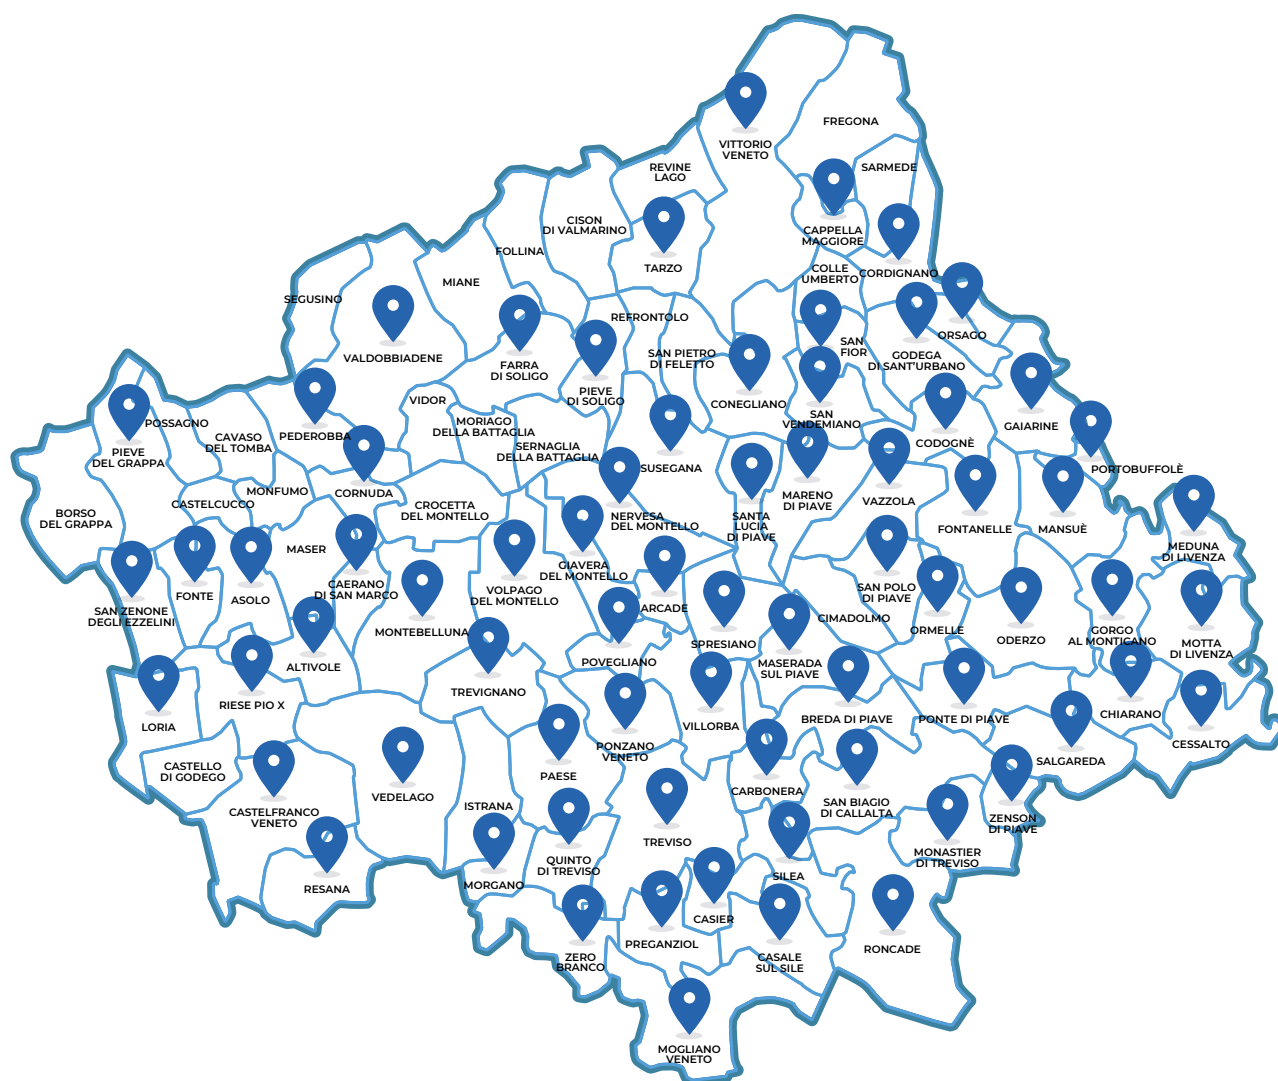 FREGONA
VITTORIO
VENETO
REVINE
LAGO
SARMEDE
CISON
DI VALMARINO
CAPPELLA
MAGGIORE
FOLLINA
TARZO
COLLE
UMBERTO
CORDIGNANO
MIANE
SEGUSINO
REFRONTOLO
ORSAGO
VALDOBBIADENE
SAN
FIOR
SAN PIETRO
DI FELETTO
GODEGA
DI SANT'URBANO
FARRA
DI SOLIGO
PIEVE
DI SOLIGO
CONEGLIANO
VIDOR
SAN
VENDEMIANO
POSSAGNO
MORIAGO
DELLA BATTAGLIA
GAIARINE
PEDEROBBA
CAVASO
DEL TOMBA
CODOGNÈ
SERNAGLIA
DELLA BATTAGLIA
PIEVE
DEL GRAPPA
SUSEGANA
PORTOBUFFOLÈ
MONFUMO
CORNUDA
MARENO
DI PIAVE
VAZZOLA
CASTELCUCCO
CROCETTA
DEL MONTELLO
BORSO
DEL GRAPPA
NERVESA
DEL MONTELLO
SANTA
LUCIA
DI PIAVE
FONTANELLE
MANSUÈ
MASER
MEDUNA
DI LIVENZA
GIAVERA
DEL MONTELLO
CAERANO
DI SAN MARCO
VOLPAGO
DEL MONTELLO
SAN POLO
DI PIAVE
FONTE
ASOLO
SAN ZENONE
DEGLI EZZELINI
ARCADE
CIMADOLMO
MONTEBELLUNA
ORMELLE
GORGO
AL MONTICANO
ODERZO
SPRESIANO
MOTTA
DI LIVENZA
ALTIVOLE
POVEGLIANO
MASERADA
SUL PIAVE
TREVIGNANO
RIESE PIO X
LORIA
VILLORBA
BREDA DI PIAVE
PONTE DI PIAVE
CHIARANO
PONZANO
VENETO
CESSALTO
CASTELLO
DI GODEGO
PAESE
SALGAREDA
VEDELAGO
CARBONERA
ISTRANA
SAN BIAGIO
DI CALLALTA
CASTELFRANCO
VENETO
ZENSON
DI PIAVE
TREVISO
MONASTIER
DI TREVISO
QUINTO
DI TREVISO
SILEA
RESANA
MORGANO
CASIER
PREGANZIOL
RONCADE
ZERO
BRANCO
CASALE
SUL SILE
MOGLIANO
VENETO